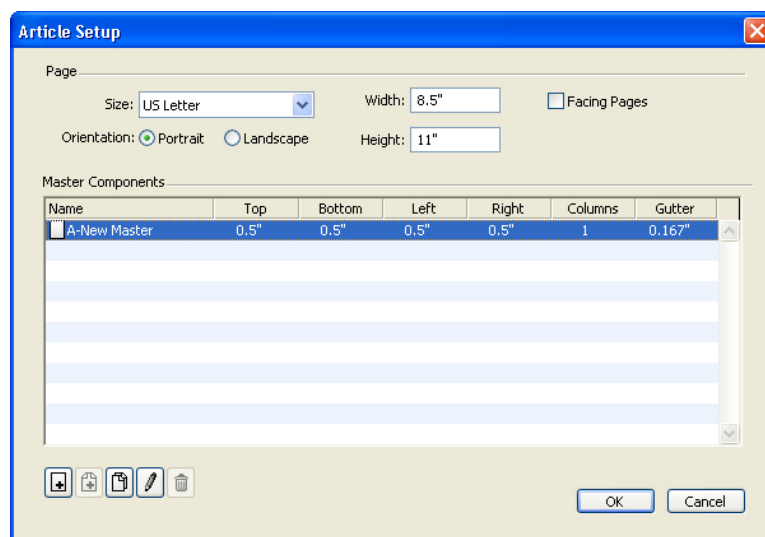 Article Setup
Page
Size: US Letter Width: 8.5" Facing Pages
Orientation: Portrait Landscape Height: 11"
Master Components
Name Top Bottom Left Right Columns Gutter
A-New Master 0.5" 0.5" 0.5" 0.5" 1 0.167"
OK Cancel